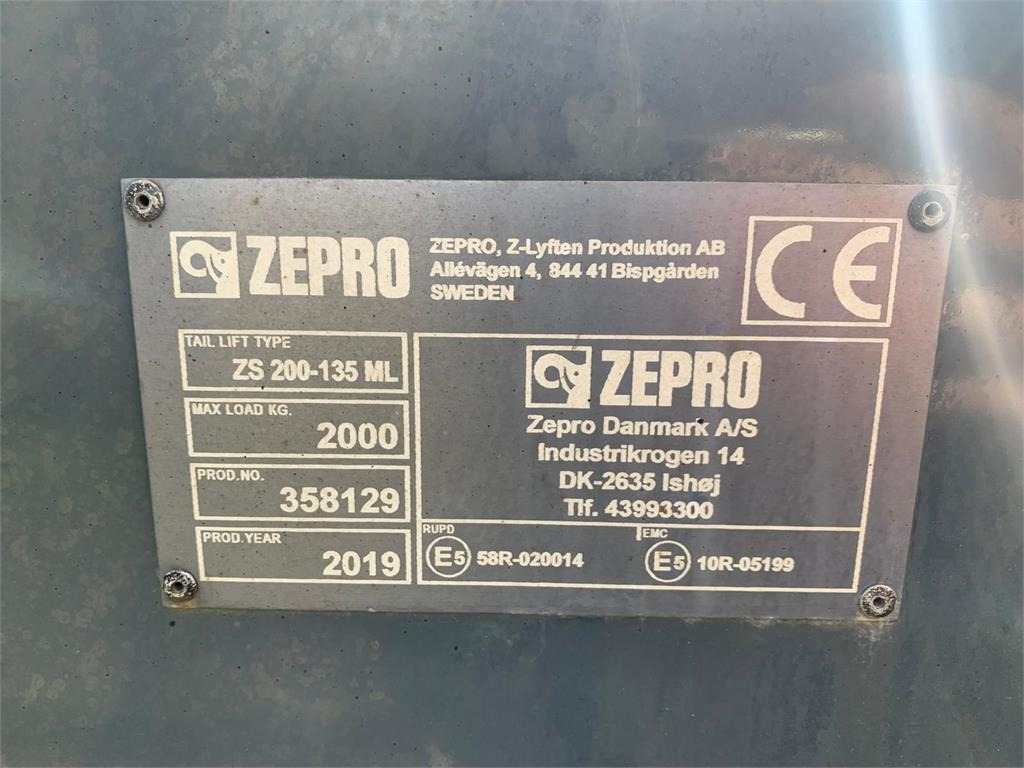 ZEPRO
ZEPRO, Z-Lyften Produktion AB
Allévägen 4, 844 41 Bispgården
SWEDEN
CE
TAIL LIFT TYPE
ZS 200-135 ML
MAX LOAD KG.
2000
PROD.NO.
358129
PROD.YEAR
2019
ZEPRO
Zepro Danmark A/S
Industrikrogen 14
DK-2635 Ishøj
Tlf. 43993300
RUPD
E5 58R-020014
EMC
E5 10R-05199